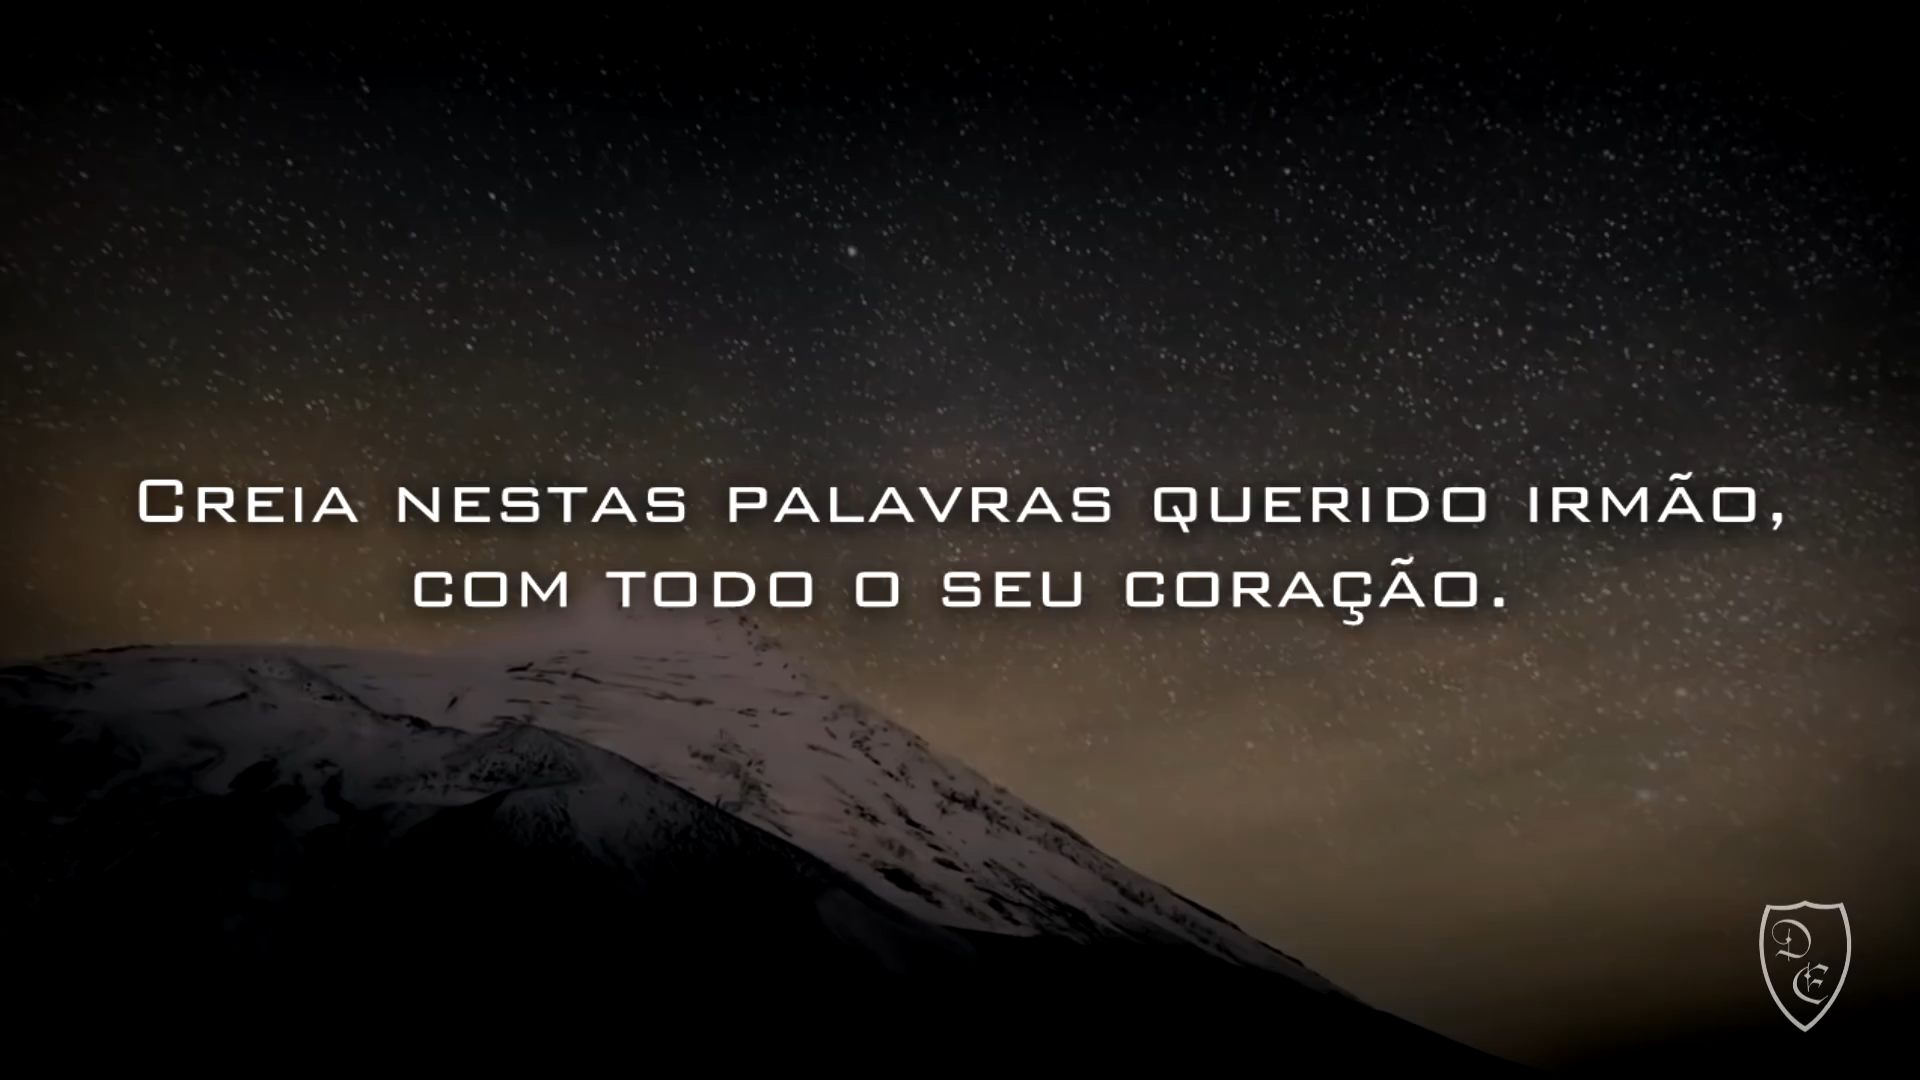 Creia nestas palavras querido irmão,
com todo o seu coração.
D
E